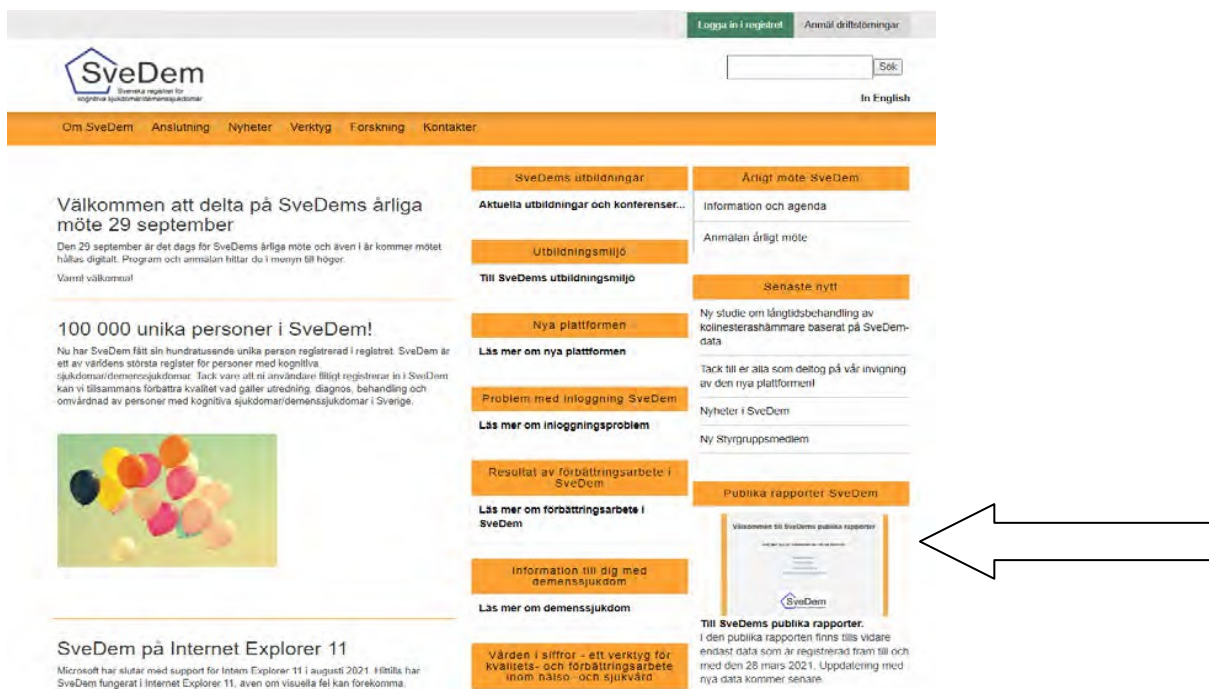 Logga in i registret
Anmäl driftstörningar
SveDem
Svenska registret för
kognitiva sjukdomar/demenssjukdomar
Sök
In English
Om SveDem Anslutning Nyheter Verktyg Forskning Kontakter
Välkommen att delta på SveDems årliga
möte 29 september
Den 29 september är det dags för SveDems årliga möte och även i år kommer mötet
hållas digitalt. Program och anmälan hittar du i menyn till höger.
Varmt välkomna!
100 000 unika personer i SveDem!
Nu har SveDem fått sin hundratusende unika person registrerad i registret. SveDem är
ett av världens största register för personer med kognitiva
sjukdomar/demenssjukdomar. Tack vare att ni användare flitigt registrerar in i SveDem
kan vi tillsammans förbättra kvalitet vad gäller utredning, diagnos, behandling och
omvårdnad av personer med kognitiva sjukdomar/demenssjukdomar i Sverige.
SveDem på Internet Explorer 11
Microsoft har slutar med support för Intern Explorer 11 i augusti 2021. Hittills har
SveDem fungerat i Internet Explorer 11, även om visuella fel kan förekomma.
SveDems utbildningar
Aktuella utbildningar och konferenser...
Utbildningsmiljö
Till SveDems utbildningsmiljö
Nya plattformen
Läs mer om nya plattformen
Problem med inloggning SveDem
Läs mer om inloggningsproblem
Resultat av förbättringsarbete i
SveDem
Läs mer om förbättringsarbete i
SveDem
Information till dig med
demenssjukdom
Läs mer om demenssjukdom
Vården i siffror - ett verktyg för
kvalitets- och förbättringsarbete
inom hälso- och sjukvård
Årligt möte SveDem
Information och agenda
Anmälan årligt möte
Senaste nytt
Ny studie om långtidsbehandling av
kolinesterashämmare baserat på SveDem-
data
Tack till er alla som deltog på vår invigning
av den nya plattformen!
Nyheter i SveDem
Ny Styrgruppsmedlem
Publika rapporter SveDem
Välkommen till SveDems publika rapporter
SveDem
Till SveDems publika rapporter.
I den publika rapporten finns tills vidare
endast data som är registrerad fram till och
med den 28 mars 2021. Uppdatering med
nya data kommer senare.